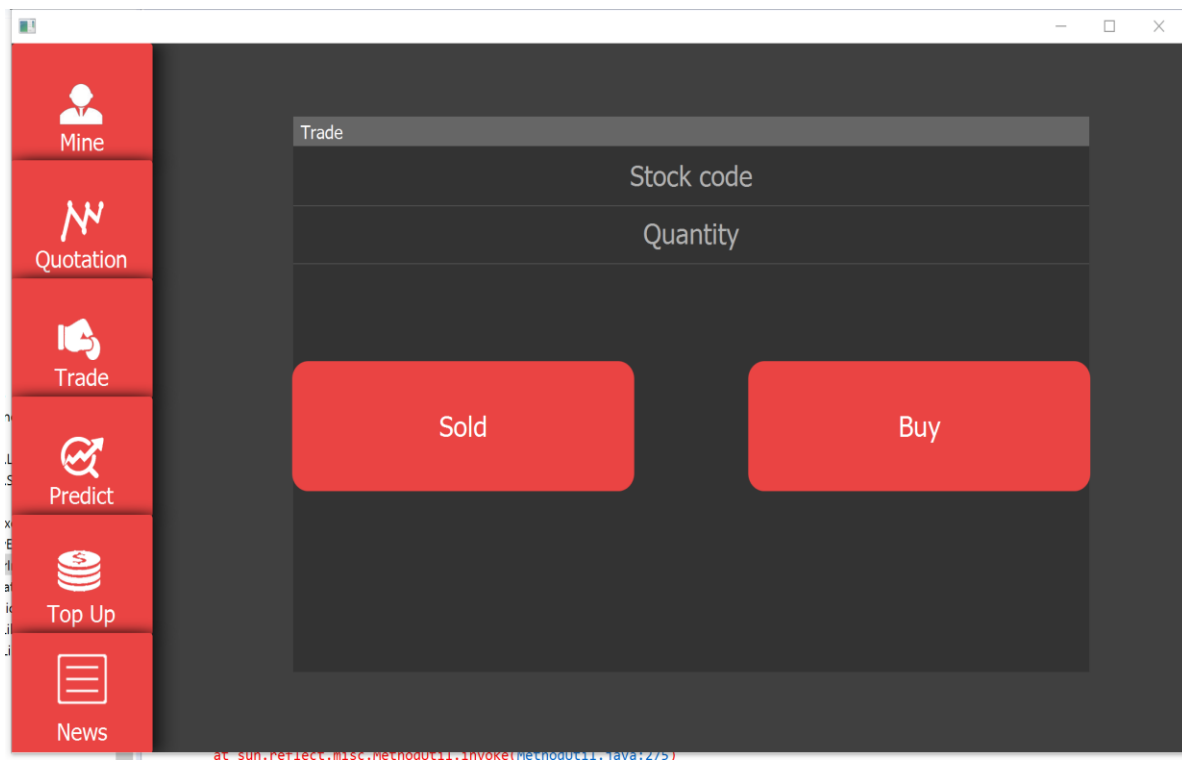 Mine
Quotation
Trade
Predict
Top Up
News
Trade
Stock code
Quantity
Sold
Buy
at sun.reflect.misc.MethodUtil.invoke(MethodUtil.java:275)